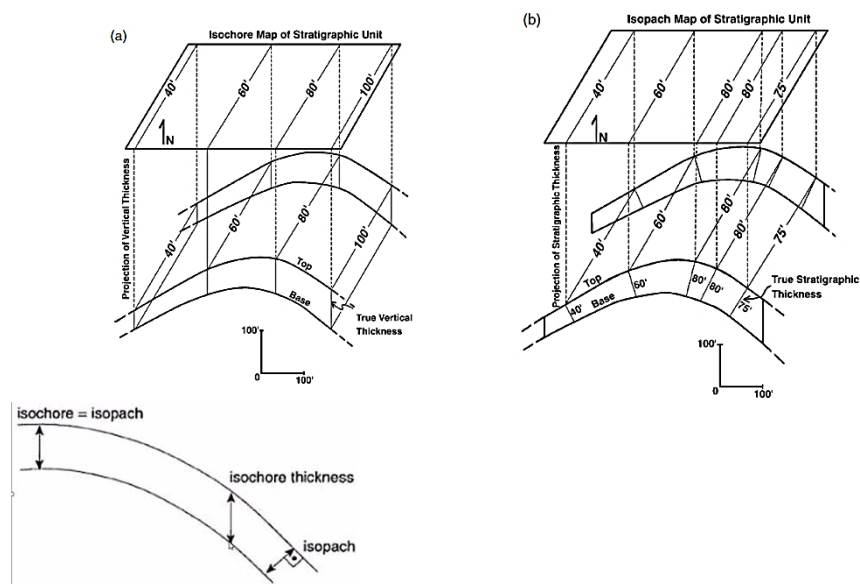 (a)
Isochore Map of Stratigraphic Unit
40'
60'
80'
100'
N
Projection of Vertical Thickness
40'
60'
80'
100'
Top
Base
True Vertical
Thickness
100'
0
100'
(b)
Isopach Map of Stratigraphic Unit
40'
60'
80'
80'
75'
N
Projection of Stratigraphic Thickness
40'
60'
80'
80'
75'
Top
Base
40'
60'
80'
80'
75'
True Stratigraphic
Thickness
100'
0
100'
isochore = isopach
isochore thickness
isopach